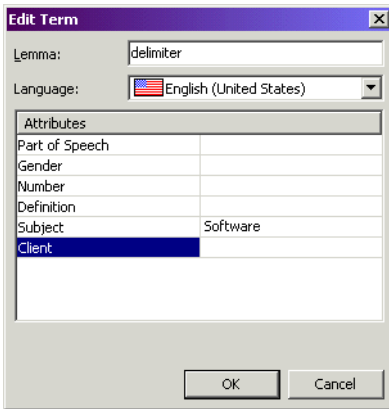 Edit Term
Lemma: delimiter
Language: English (United States)
Attributes
Part of Speech
Gender
Number
Definition
Subject Software
Client
OK Cancel